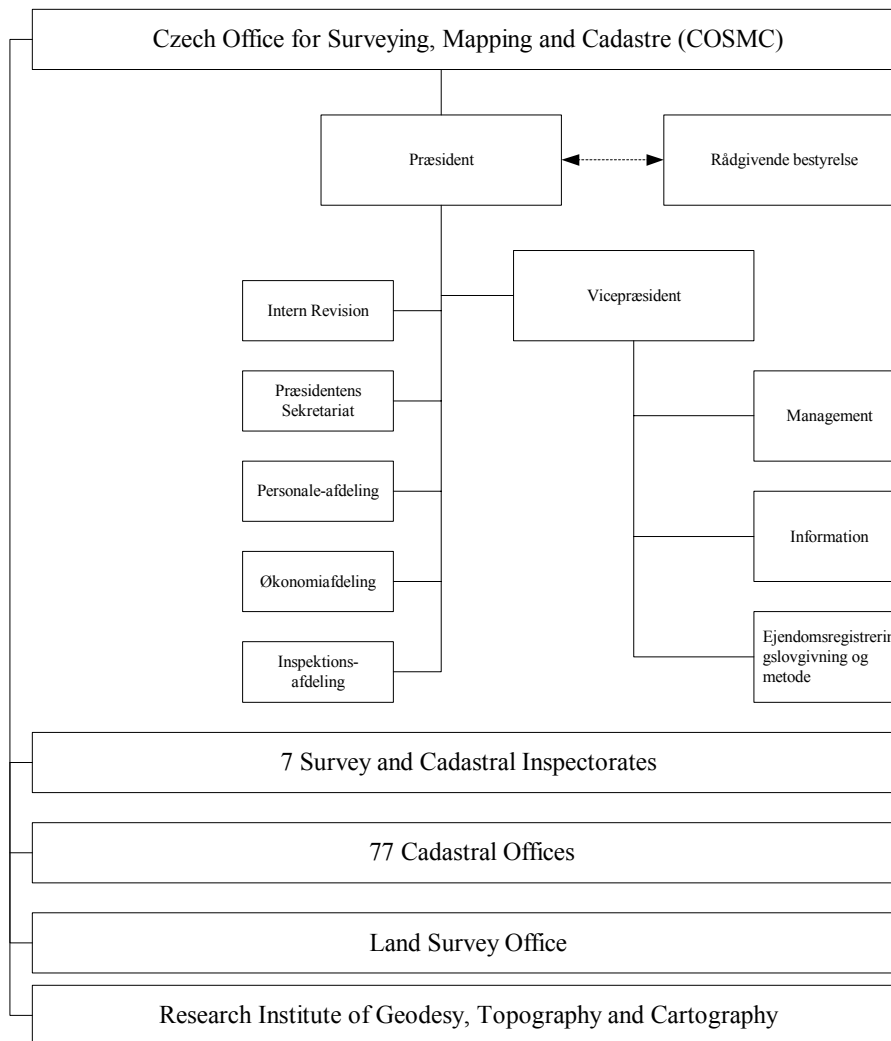 Czech Office for Surveying, Mapping and Cadastre (COSMC)
Præsident
Rådgivende bestyrelse
Vicepræsident
Intern Revision
Præsidentens
Sekretariat
Personale-afdeling
Økonomiafdeling
Inspektions-
afdeling
Management
Information
Ejendomsregistrerin
gslovgivning og
metode
7 Survey and Cadastral Inspectorates
77 Cadastral Offices
Land Survey Office
Research Institute of Geodesy, Topography and Cartography